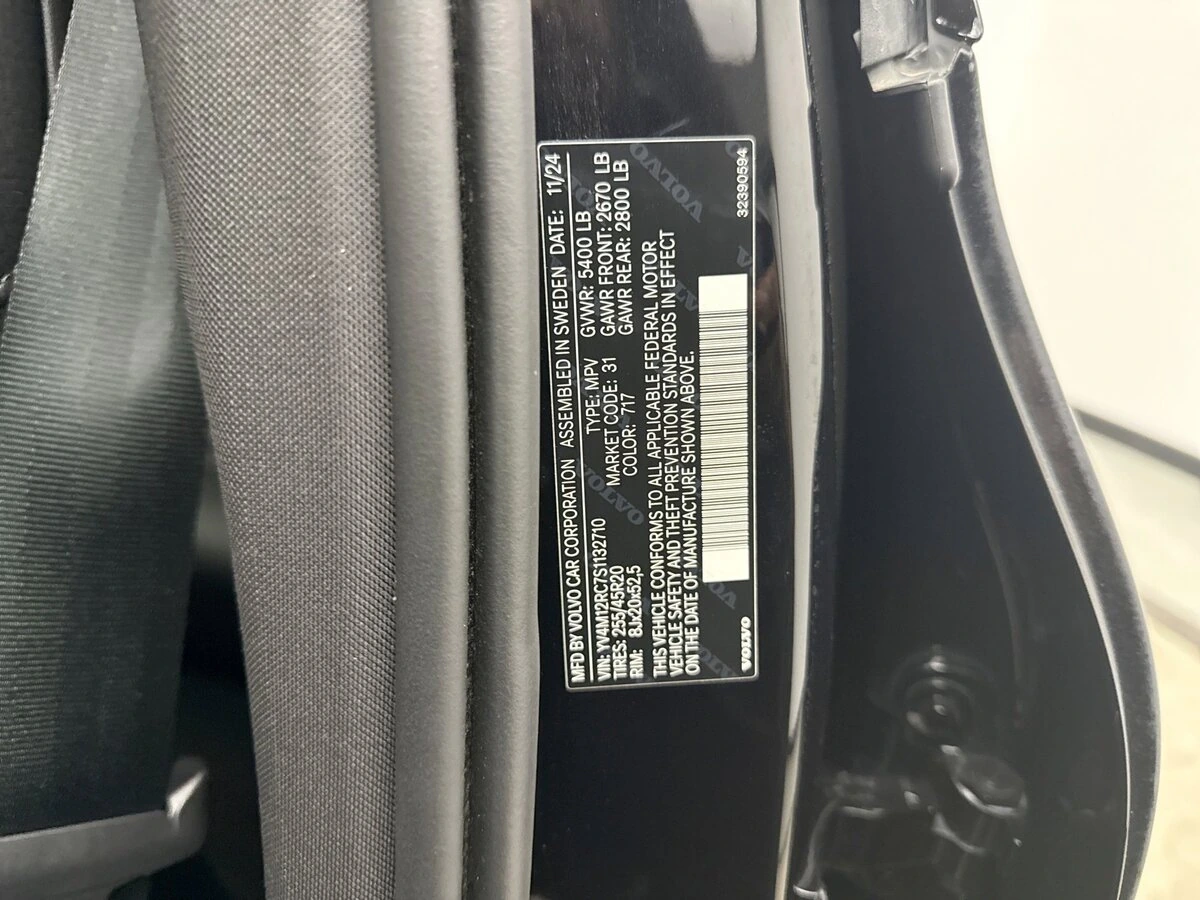 MFD BY VOLVO CAR CORPORATION ASSEMBLED IN SWEDEN DATE: 11/24
VIN: YV4M12RC7S1132710 TYPE: MPV GVWR: 5400 LB
TIRES: 255/45R20 MARKET CODE: 31 GAWR FRONT: 2670 LB
RIM: 8Jx20x52,5 COLOR: 717 GAWR REAR: 2800 LB
THIS VEHICLE CONFORMS TO ALL APPLICABLE FEDERAL MOTOR
VEHICLE SAFETY AND THEFT PREVENTION STANDARDS IN EFFECT
ON THE DATE OF MANUFACTURE SHOWN ABOVE.
VOLVO 32390594